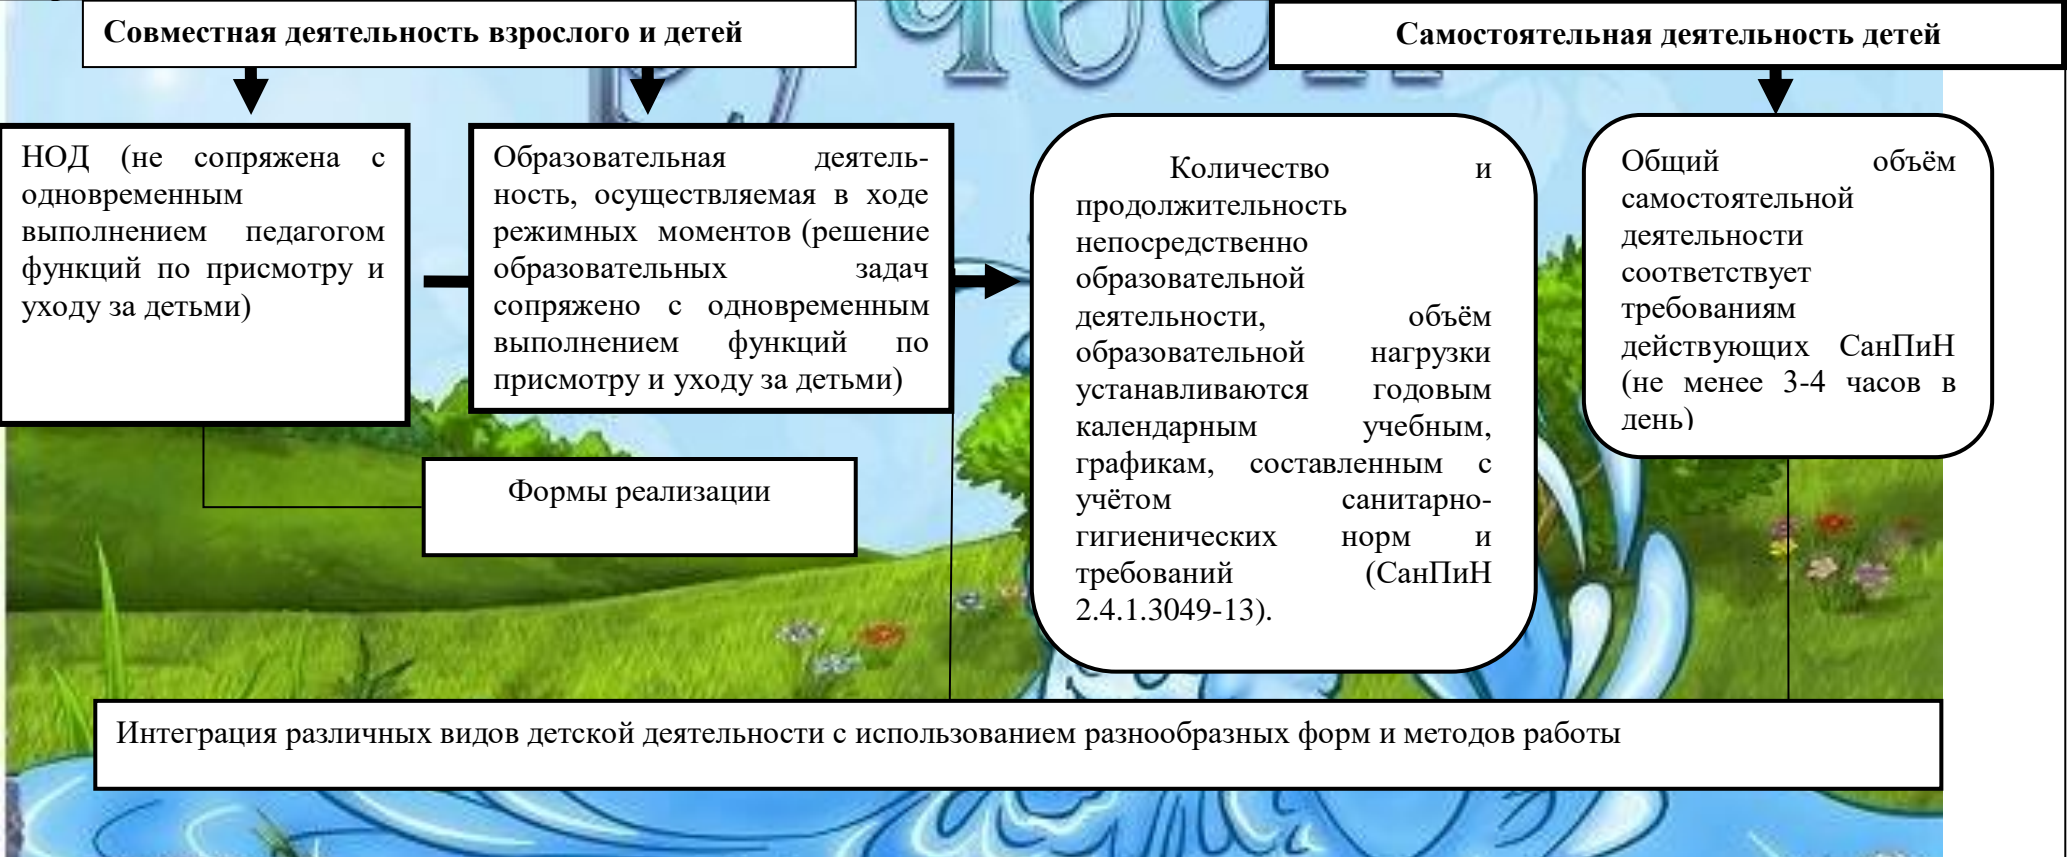 Совместная деятельность взрослого и детей
Самостоятельная деятельность детей
НОД (не сопряжена с
одновременным
выполнением педагогом
функций по присмотру и
уходу за детьми)
Образовательная деятель-
ность, осуществляемая в ходе
режимных моментов (решение
образовательных задач
сопряжено с одновременным
выполнением функций по
присмотру и уходу за детьми)
Количество и
продолжительность
непосредственно
образовательной
деятельности, объём
образовательной нагрузки
устанавливаются годовым
календарным учебным,
графикам, составленным с
учётом санитарно-
гигиенических норм и
требований (СанПиН
2.4.1.3049-13).
Общий объём
самостоятельной
деятельности
соответствует
требованиям
действующих СанПиН
(не менее 3-4 часов в
день)
Формы реализации
Интеграция различных видов детской деятельности с использованием разнообразных форм и методов работы